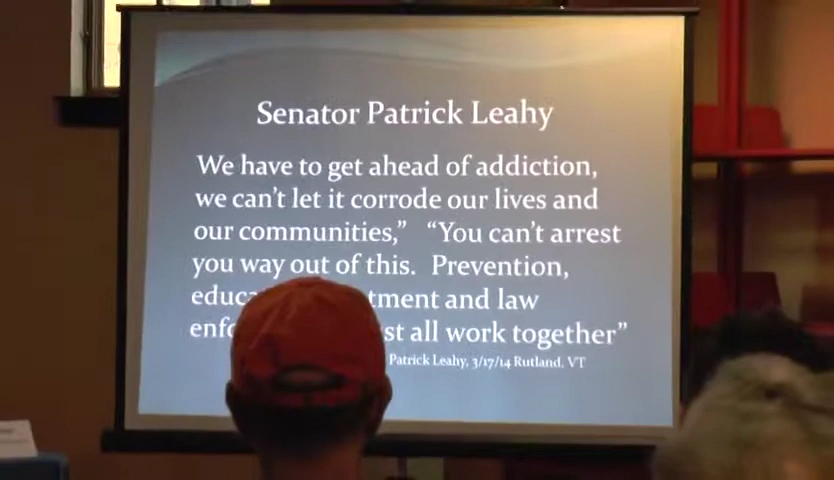 Senator Patrick Leahy
We have to get ahead of addiction,
we can't let it corrode our lives and
our communities,” “You can't arrest
you way out of this. Prevention,
educa tment and law
enfo st all work together”
Patrick Leahy, 3/17/14 Rutland, VT